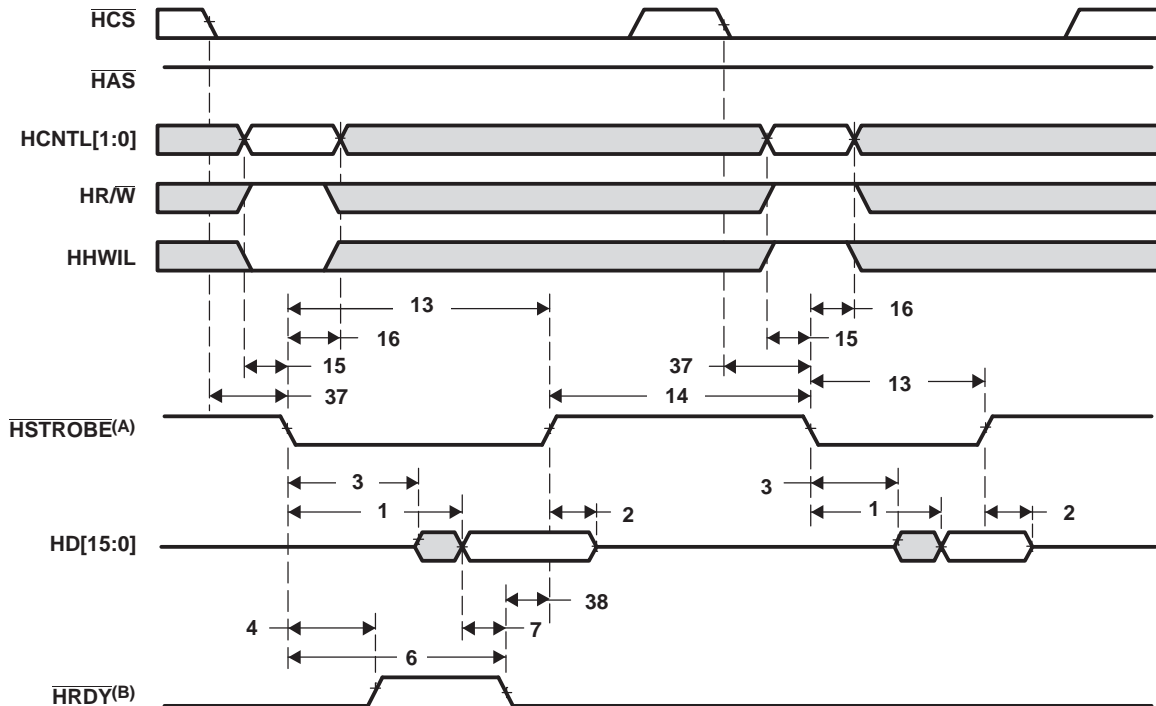 HCS
HAS
HCNTL[1:0]
HR/W
HHWIL
13
16
16
15
15
37
37
13
14
HSTROBE(A)
3
3
1
1
2
2
HD[15:0]
38
4
7
6
HRDY(B)